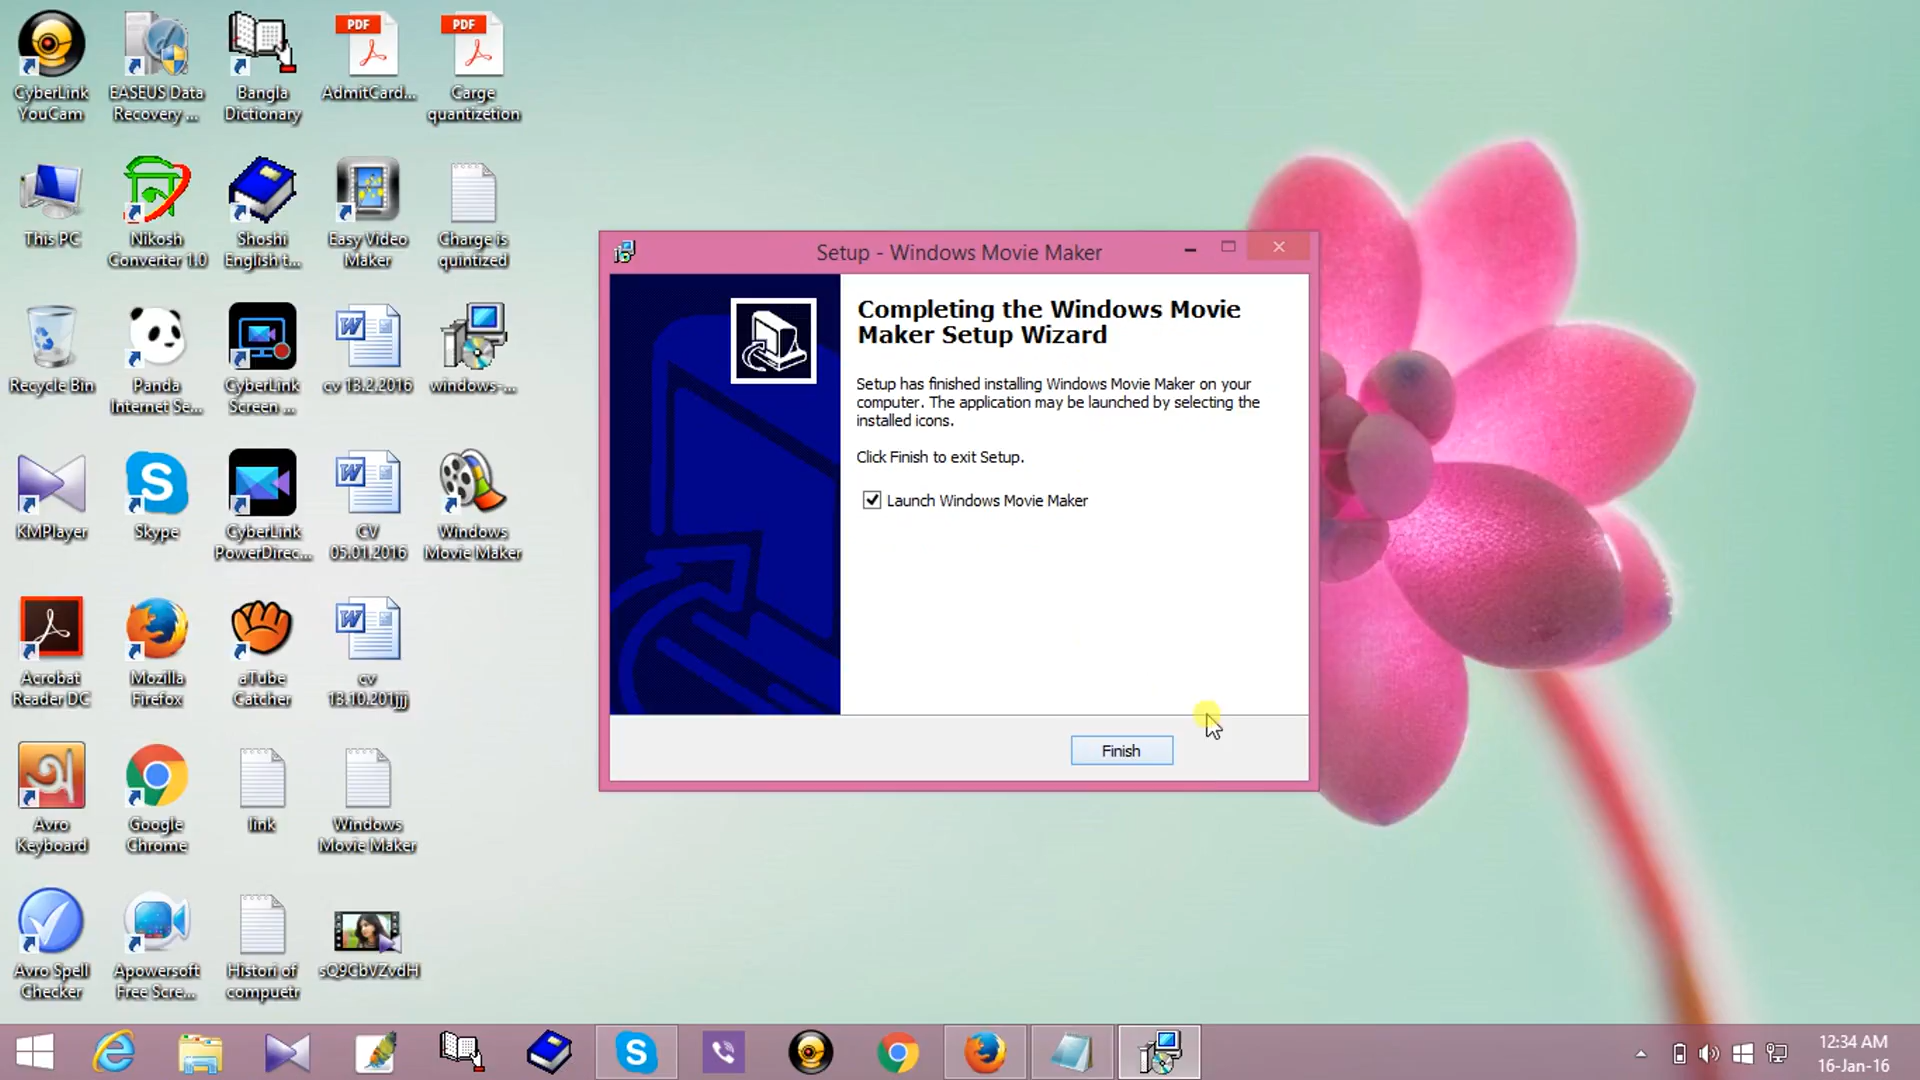 CyberLink
YouCam
EASEUS Data
Recovery ...
Bangla
Dictionary
PDF
AdmitCard...
PDF
Carge
quantization
This PC
Nikosh
Converter 1.0
Shoshi
English t...
Easy Video
Maker
Charge is
quintized
Recycle Bin
Panda
Internet Se...
CyberLink
Screen ...
cv 13.2.2016
windows-...
KMPlayer
Skype
CyberLink
PowerDirec...
CV
05.01.2016
Windows
Movie Maker
Acrobat
Reader DC
Mozilla
Firefox
aTube
Catcher
cv
13.10.201jjj
Avro
Keyboard
Google
Chrome
link
Windows
Movie Maker
Avro Spell
Checker
Apowersoft
Free Scre...
Histori of
compuetr
sQ9CbVZvdH
Setup - Windows Movie Maker
Completing the Windows Movie
Maker Setup Wizard
Setup has finished installing Windows Movie Maker on your
computer. The application may be launched by selecting the
installed icons.
Click Finish to exit Setup.
Launch Windows Movie Maker
Finish
12:34 AM
16-Jan-16